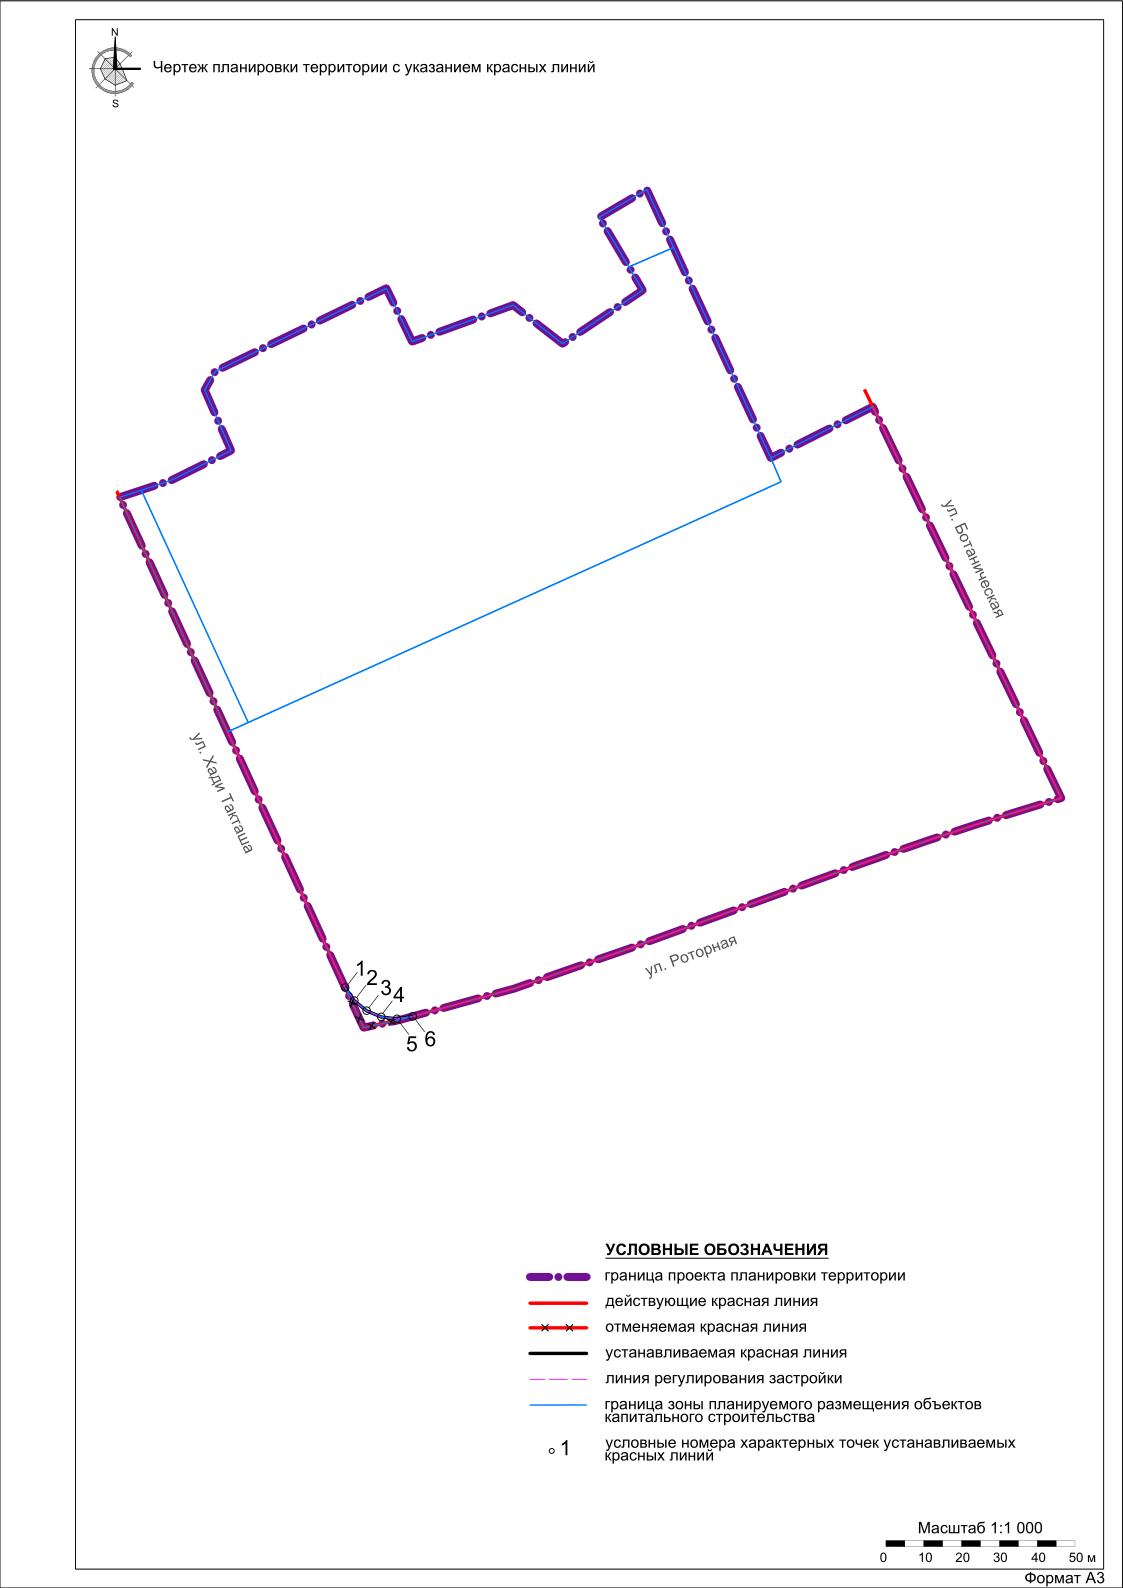 N
S
Чертеж планировки территории с указанием красных линий
ул. Ботаническая
ул. Хади Такташа
ул. Роторная
1
2
3
4
5
6
УСЛОВНЫЕ ОБОЗНАЧЕНИЯ
граница проекта планировки территории
действующие красная линия
отменяемая красная линия
устанавливаемая красная линия
линия регулирования застройки
граница зоны планируемого размещения объектов
капитального строительства
1 условные номера характерных точек устанавливаемых
красных линий
Масштаб 1:1 000
0 10 20 30 40 50 м
Формат А3